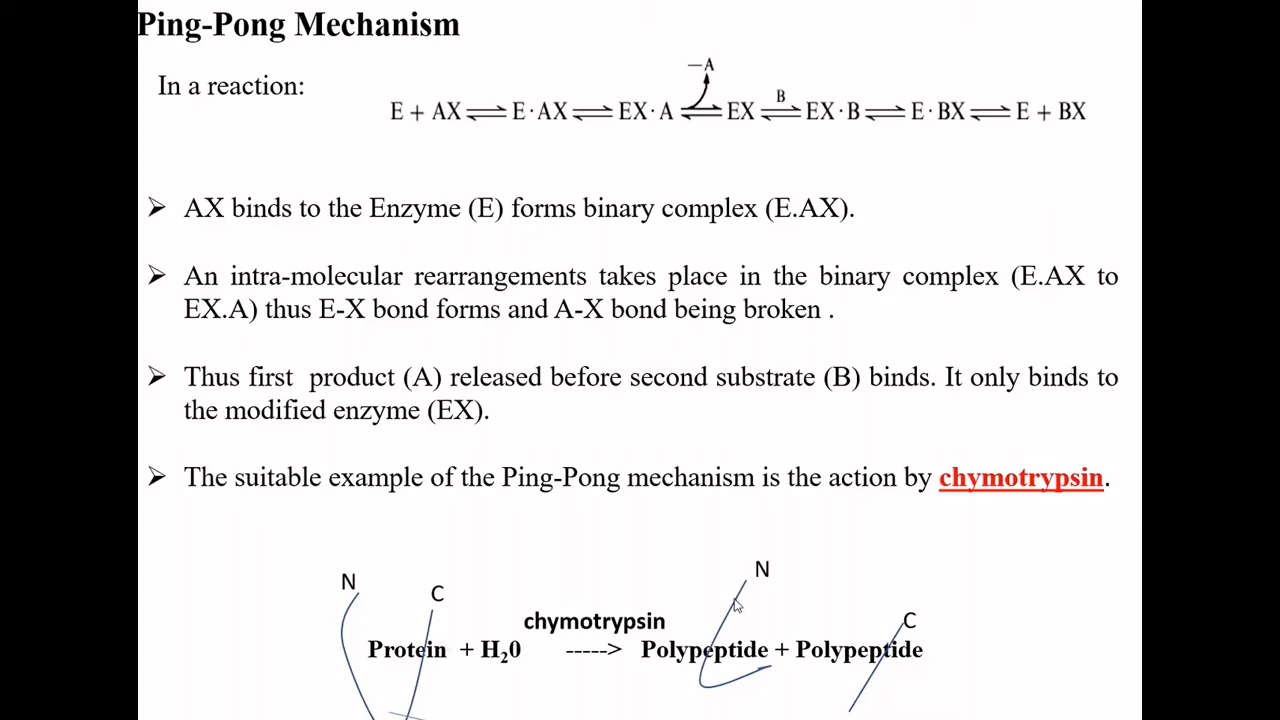 Ping-Pong Mechanism
In a reaction:
—A
E + AX ⇌ E · AX ⇌ EX · A ⇌ EX ⇌ EX · B ⇌ E · BX ⇌ E + BX
B
➢ AX binds to the Enzyme (E) forms binary complex (E.AX).
➢ An intra-molecular rearrangements takes place in the binary complex (E.AX to
EX.A) thus E-X bond forms and A-X bond being broken .
➢ Thus first product (A) released before second substrate (B) binds. It only binds to
the modified enzyme (EX).
➢ The suitable example of the Ping-Pong mechanism is the action by chymotrypsin.
N
C
N
C
chymotrypsin
Protein + H₂0 -----> Polypeptide + Polypeptide